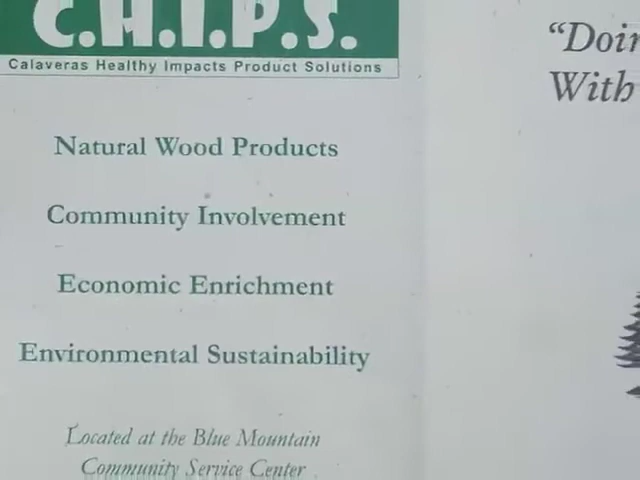 C.H.I.P.S.
Calaveras Healthy Impacts Product Solutions
Natural Wood Products
Community Involvement
Economic Enrichment
Environmental Sustainability
Located at the Blue Mountain
Community Service Center
"Doin
With